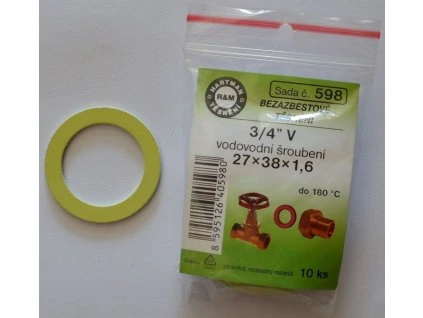 Sada č. 598
HARTMAN
R&M
TĚSNĚNÍ
BEZAZBESTOVÉ
TĚSNĚNÍ
3/4" V
vodovodní šroubení
27×38×1,6
do 180 °C
8 595126 405980
10 ks